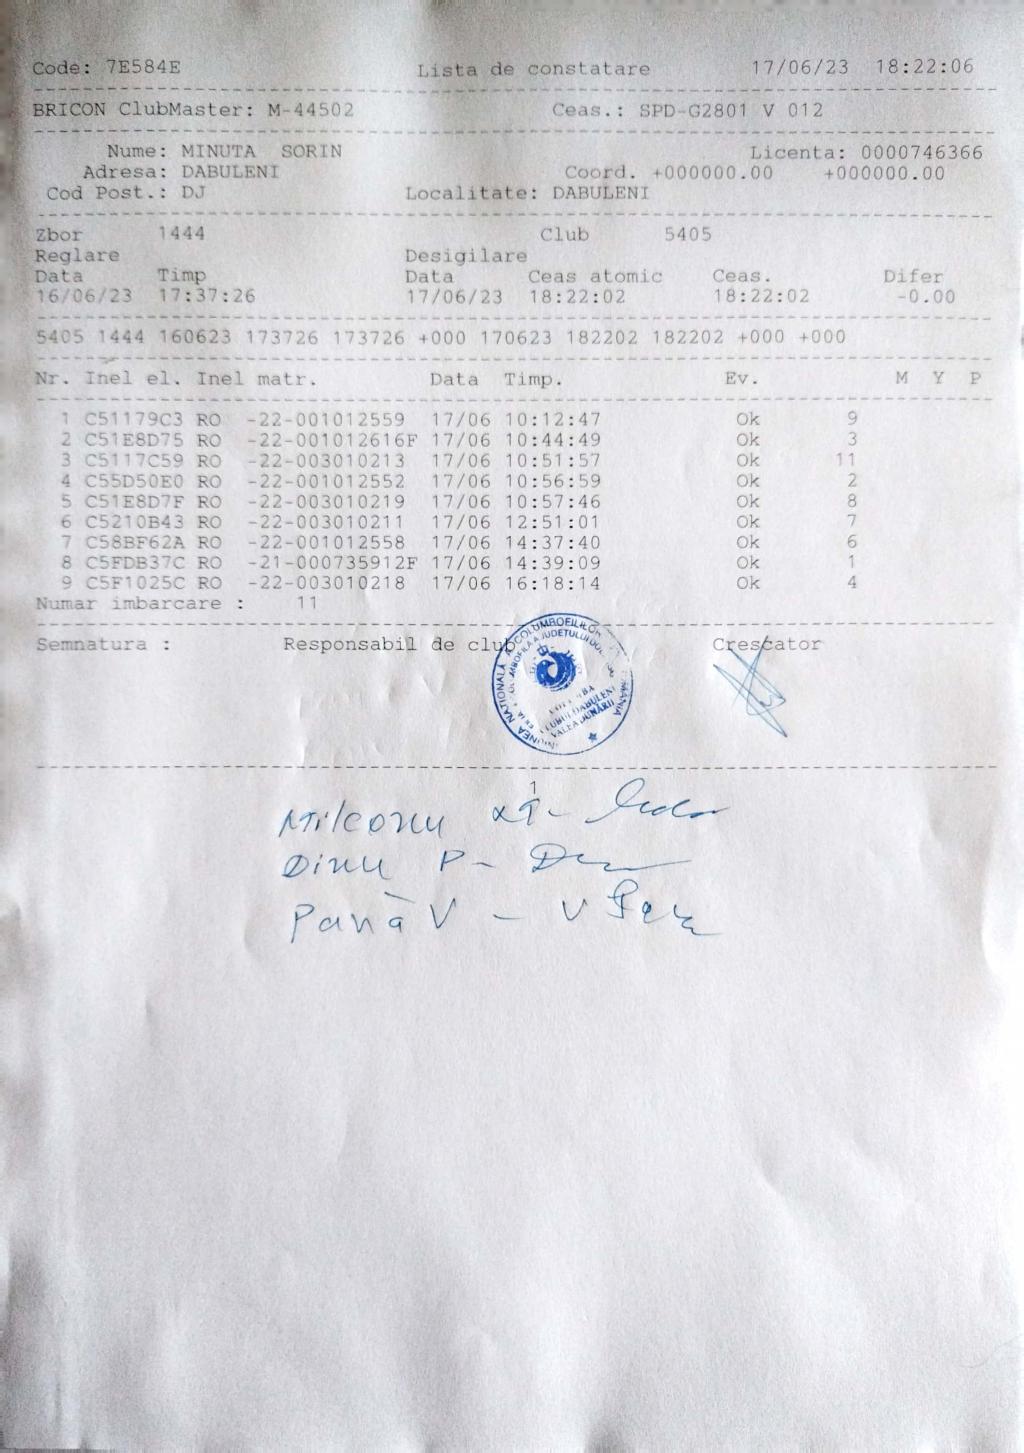 Code: 7E584E Lista de constatare 17/06/23 18:22:06
BRICON ClubMaster: M-44502 Ceas.: SPD-G2801 V 012
Nume: MINUTA SORIN Licenta: 0000746366
Adresa: DABULENI Coord. +000000.00 +000000.00
Cod Post.: DJ Localitate: DABULENI
Zbor 1444 Club 5405
Reglare Desigilare
Data Timp Data Ceas atomic Ceas. Difer
16/06/23 17:37:26 17/06/23 18:22:02 18:22:02 -0.00
5405 1444 160623 173726 173726 +000 170623 182202 182202 +000 +000
Nr. Inel el. Inel matr. Data Timp. Ev. M Y P
1 C51179C3 RO -22-001012559 17/06 10:12:47 Ok 9
2 C51E8D75 RO -22-001012616F 17/06 10:44:49 Ok 3
3 C5117C59 RO -22-003010213 17/06 10:51:57 Ok 11
4 C55D50E0 RO -22-001012552 17/06 10:56:59 Ok 2
5 C51E8D7F RO -22-003010219 17/06 10:57:46 Ok 8
6 C5210B43 RO -22-003010211 17/06 12:51:01 Ok 7
7 C58BF62A RO -22-001012558 17/06 14:37:40 Ok 6
8 C5FDB37C RO -21-000735912F 17/06 14:39:09 Ok 1
9 C5F1025C RO -22-003010218 17/06 16:18:14 Ok 4
Numar imbarcare : 11
Semnatura : Responsabil de club Crescator
NATIONALA A COLUMBOFILILOR
A JUDETULUI
CLUBUL DABULENI
VALEA DUNARII
1
Dinu P -
Pană V - V